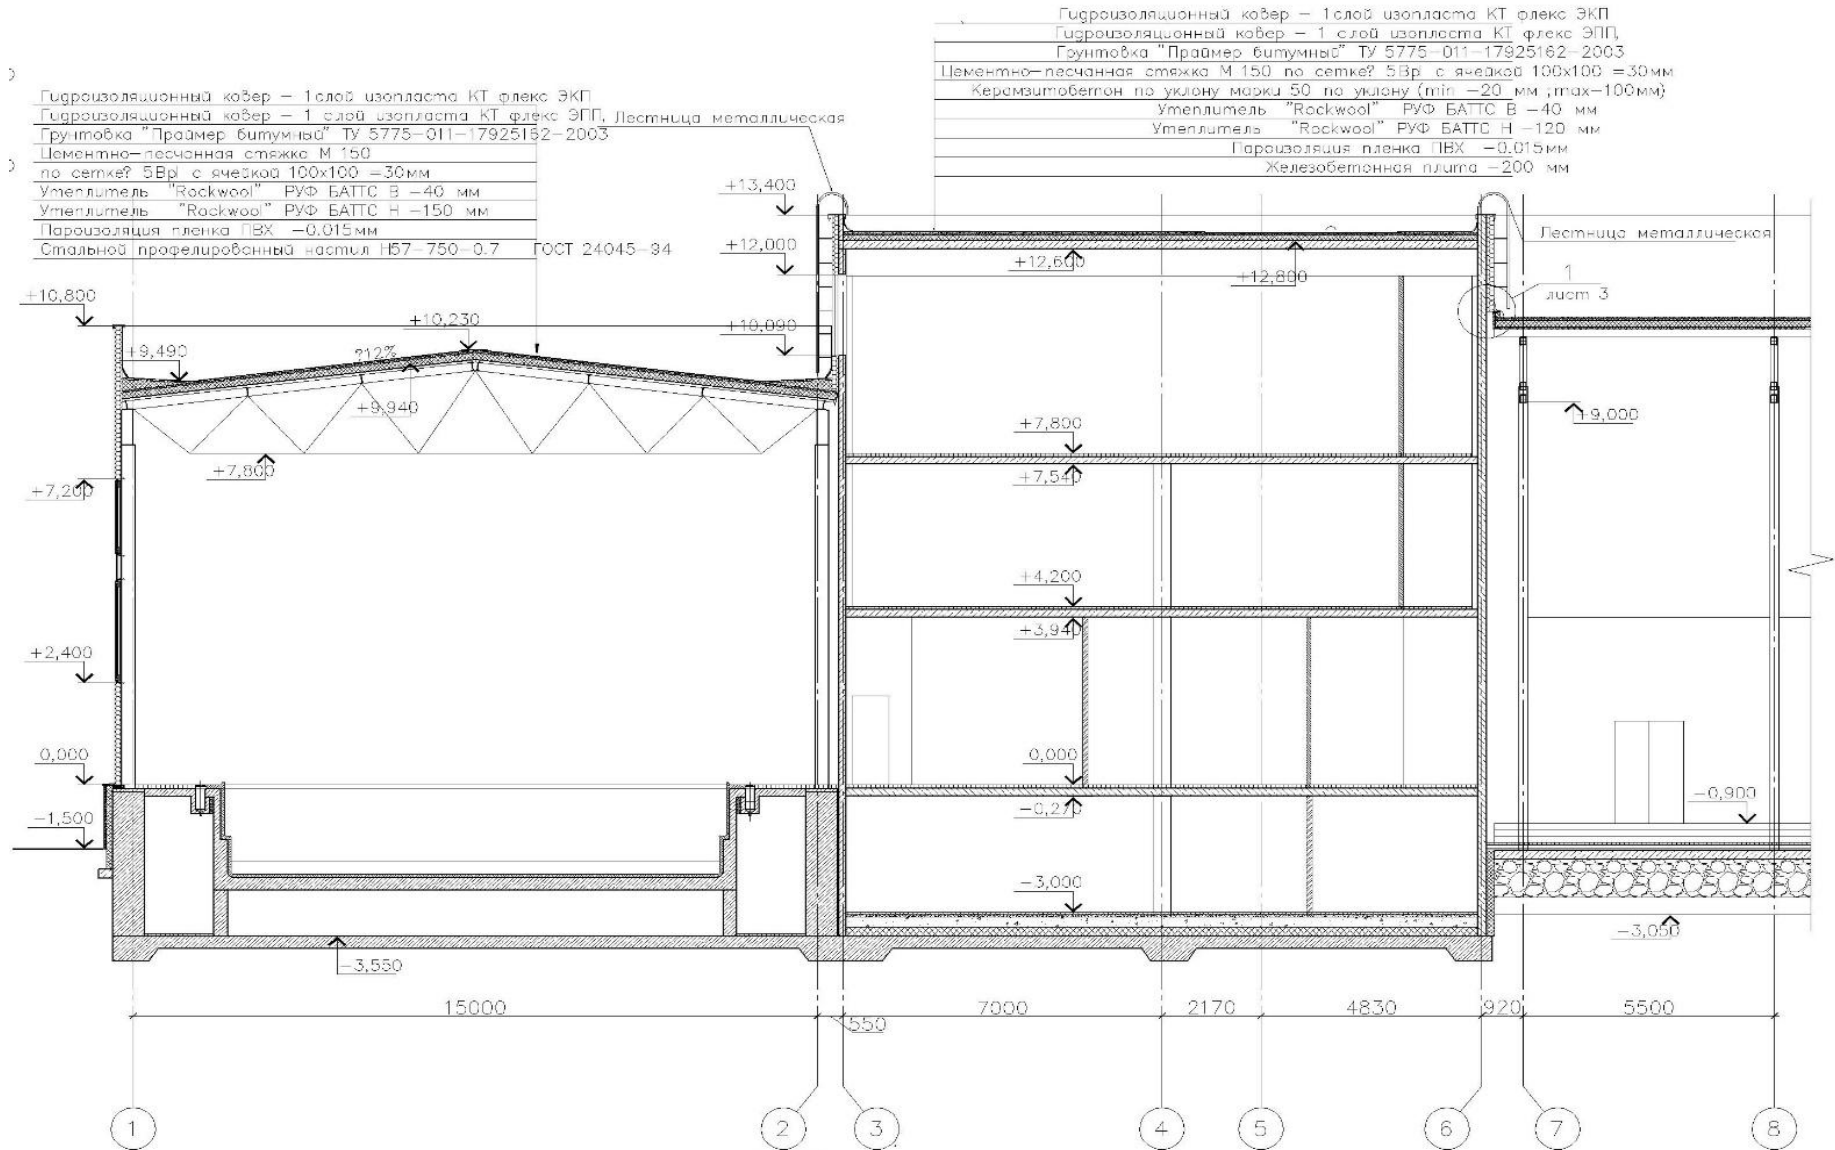 Гидроизоляционный ковер – 1слой изопласта КТ флекс ЭКП
Гидроизоляционный ковер – 1 слой изопласта КТ флекс ЭПП,
Грунтовка "Праймер битумный" ТУ 5775–011–17925162–2003
Цементно–песчанная стяжка М 150 по сетке? 5ВрI с ячейкой 100х100 =30мм
Керамзитобетон по уклону марки 50 по уклону (min –20 мм ;max–100мм)
Утеплитель "Rockwool" РУФ БАТТС В –40 мм
Утеплитель "Rockwool" РУФ БАТТС Н –120 мм
Пароизоляция пленка ПВХ –0.015мм
Железобетонная плита –200 мм
Гидроизоляционный ковер – 1слой изопласта КТ флекс ЭКП
Гидроизоляционный ковер – 1 слой изопласта КТ флекс ЭПП,
Грунтовка "Праймер битумный" ТУ 5775–011–17925162–2003
Цементно–песчанная стяжка М 150
по сетке? 5ВрI с ячейкой 100х100 =30мм
Утеплитель "Rockwool" РУФ БАТТС В –40 мм
Утеплитель "Rockwool" РУФ БАТТС Н –150 мм
Пароизоляция пленка ПВХ –0.015мм
Стальной профелированный настил Н57–750–0.7 ГОСТ 24045–94
Лестница металлическая
+13,400
+12,000
+10,090
+10,800
+10,230
+9,490
?12%
+9,940
+7,800
+7,200
+2,400
0,000
–1,500
–3,550
+12,600
+12,800
+7,800
+7,540
+4,200
+3,940
0,000
–0,270
–3,000
Лестница металлическая
1
лист 3
+9,000
–0,900
–3,050
15000
550
7000
2170
4830
920
5500
1
2
3
4
5
6
7
8